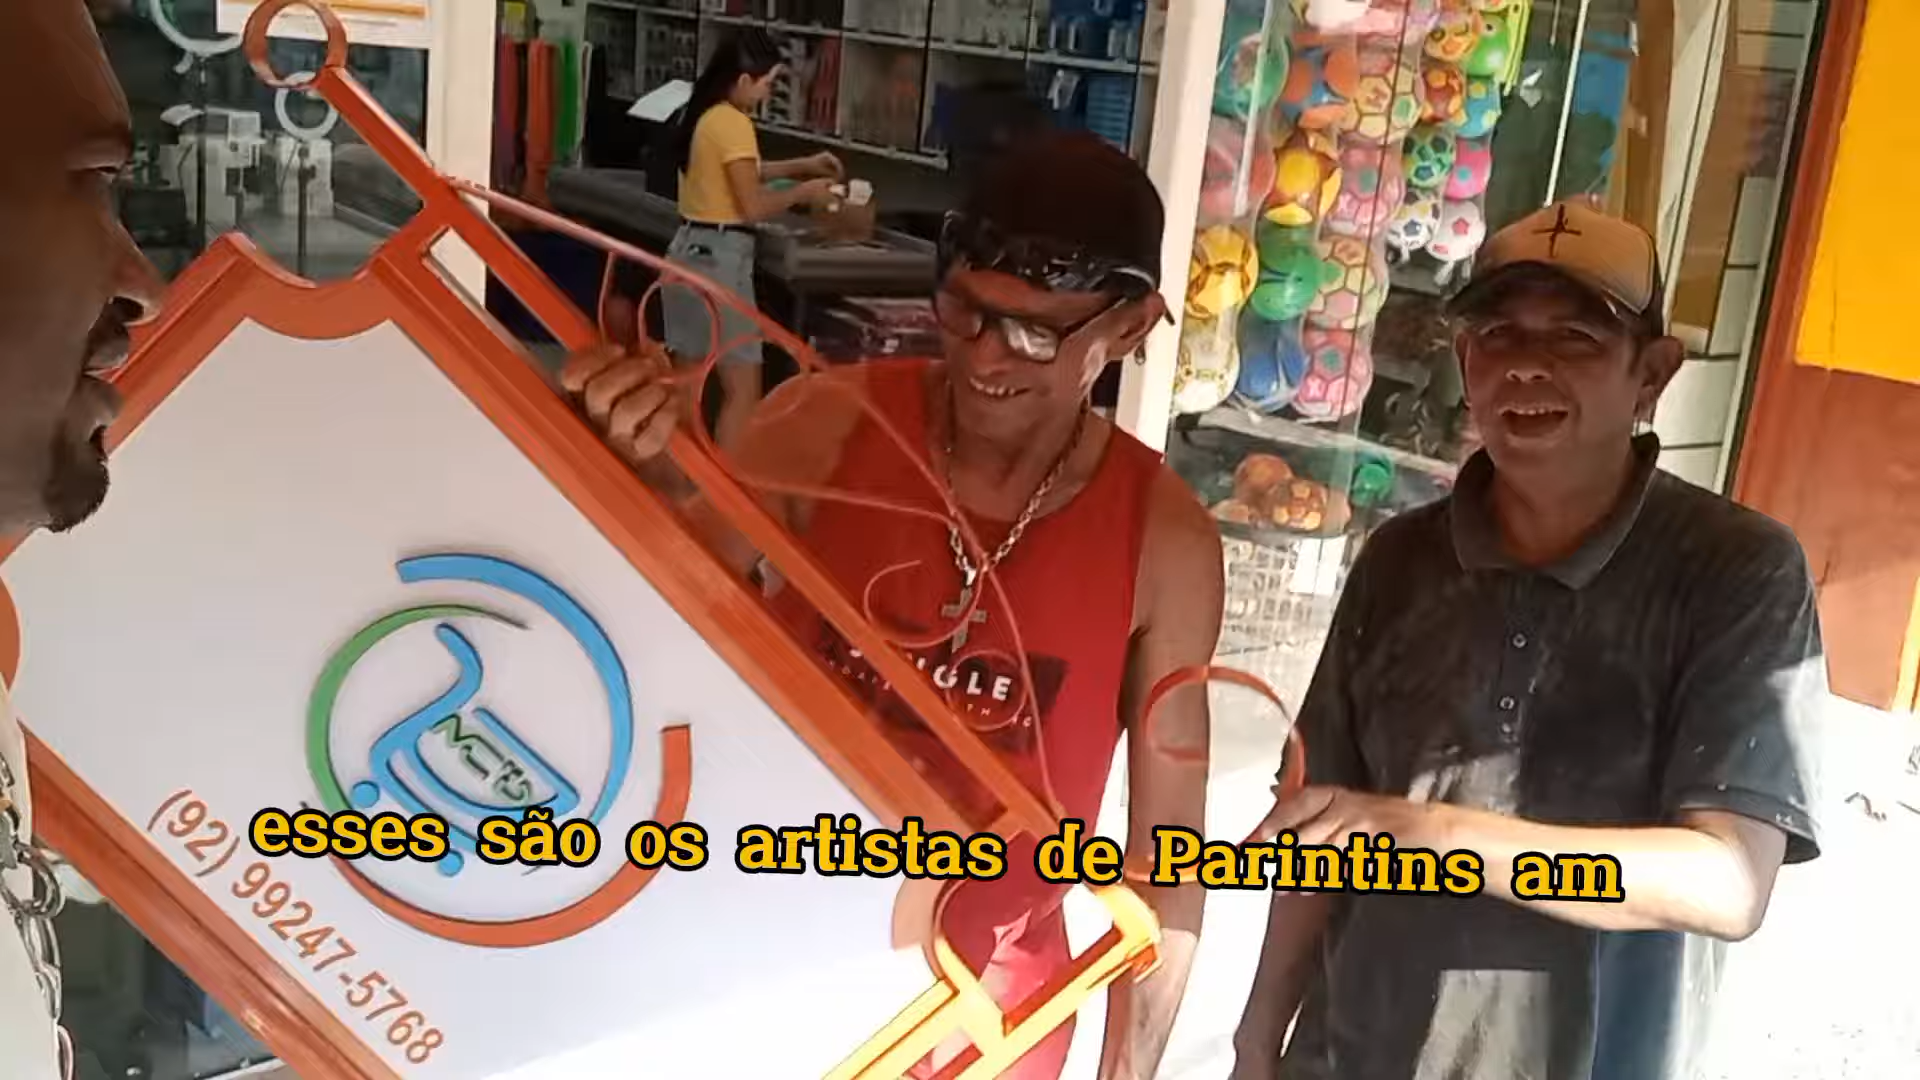 esses são os artistas de Parintins am
(92) 99247-5768